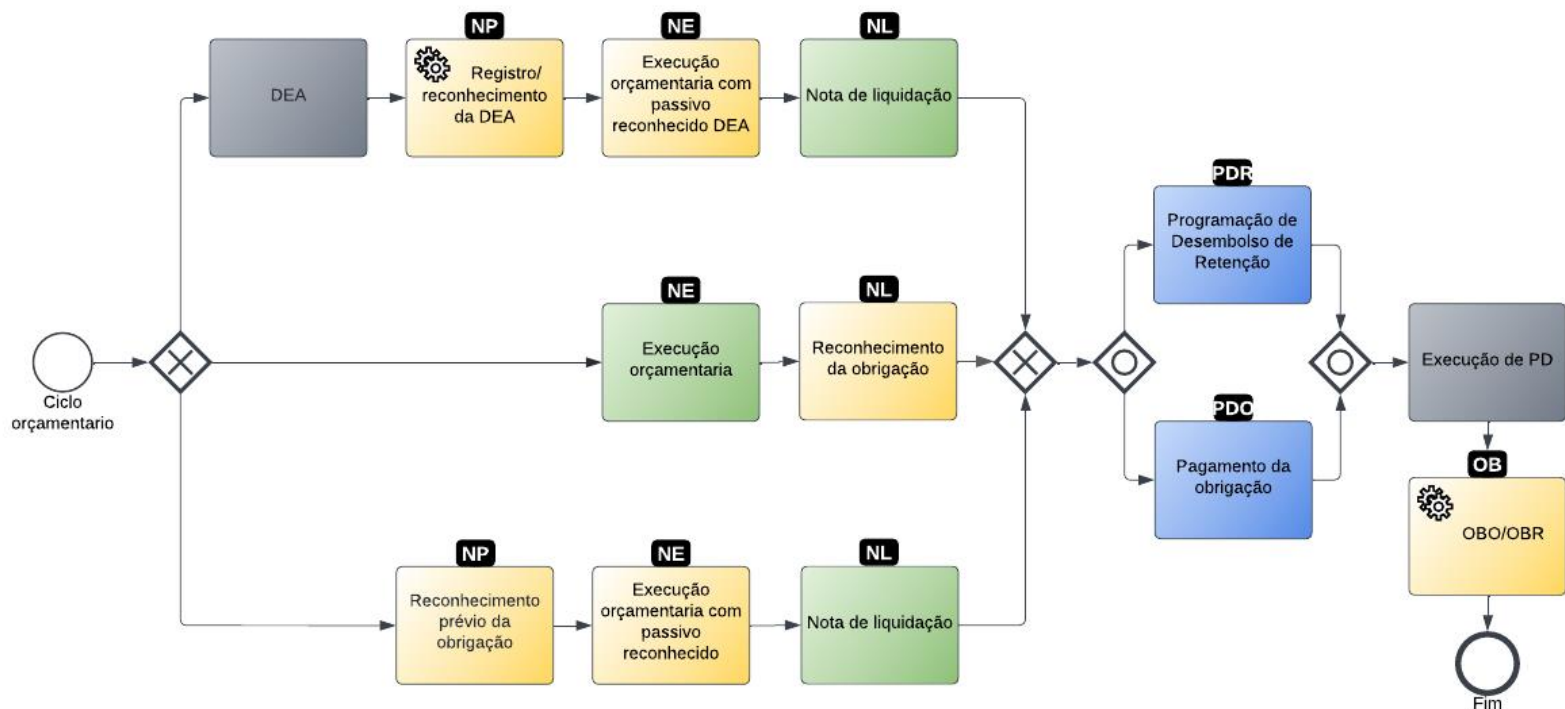 NP
NE
NL
DEA
Registro/
reconhecimento
da DEA
Execução
orçamentaria com
passivo
reconhecido DEA
Nota de liquidação
PDR
Programação de
Desembolso de
Retenção
NE
NL
Ciclo
orçamentario
Execução
orçamentaria
Reconhecimento
da obrigação
Execução de PD
PDO
Pagamento da
obrigação
OB
OBO/OBR
NP
NE
NL
Reconhecimento
prévio da
obrigação
Execução
orçamentaria com
passivo
reconhecido
Nota de liquidação
Fim